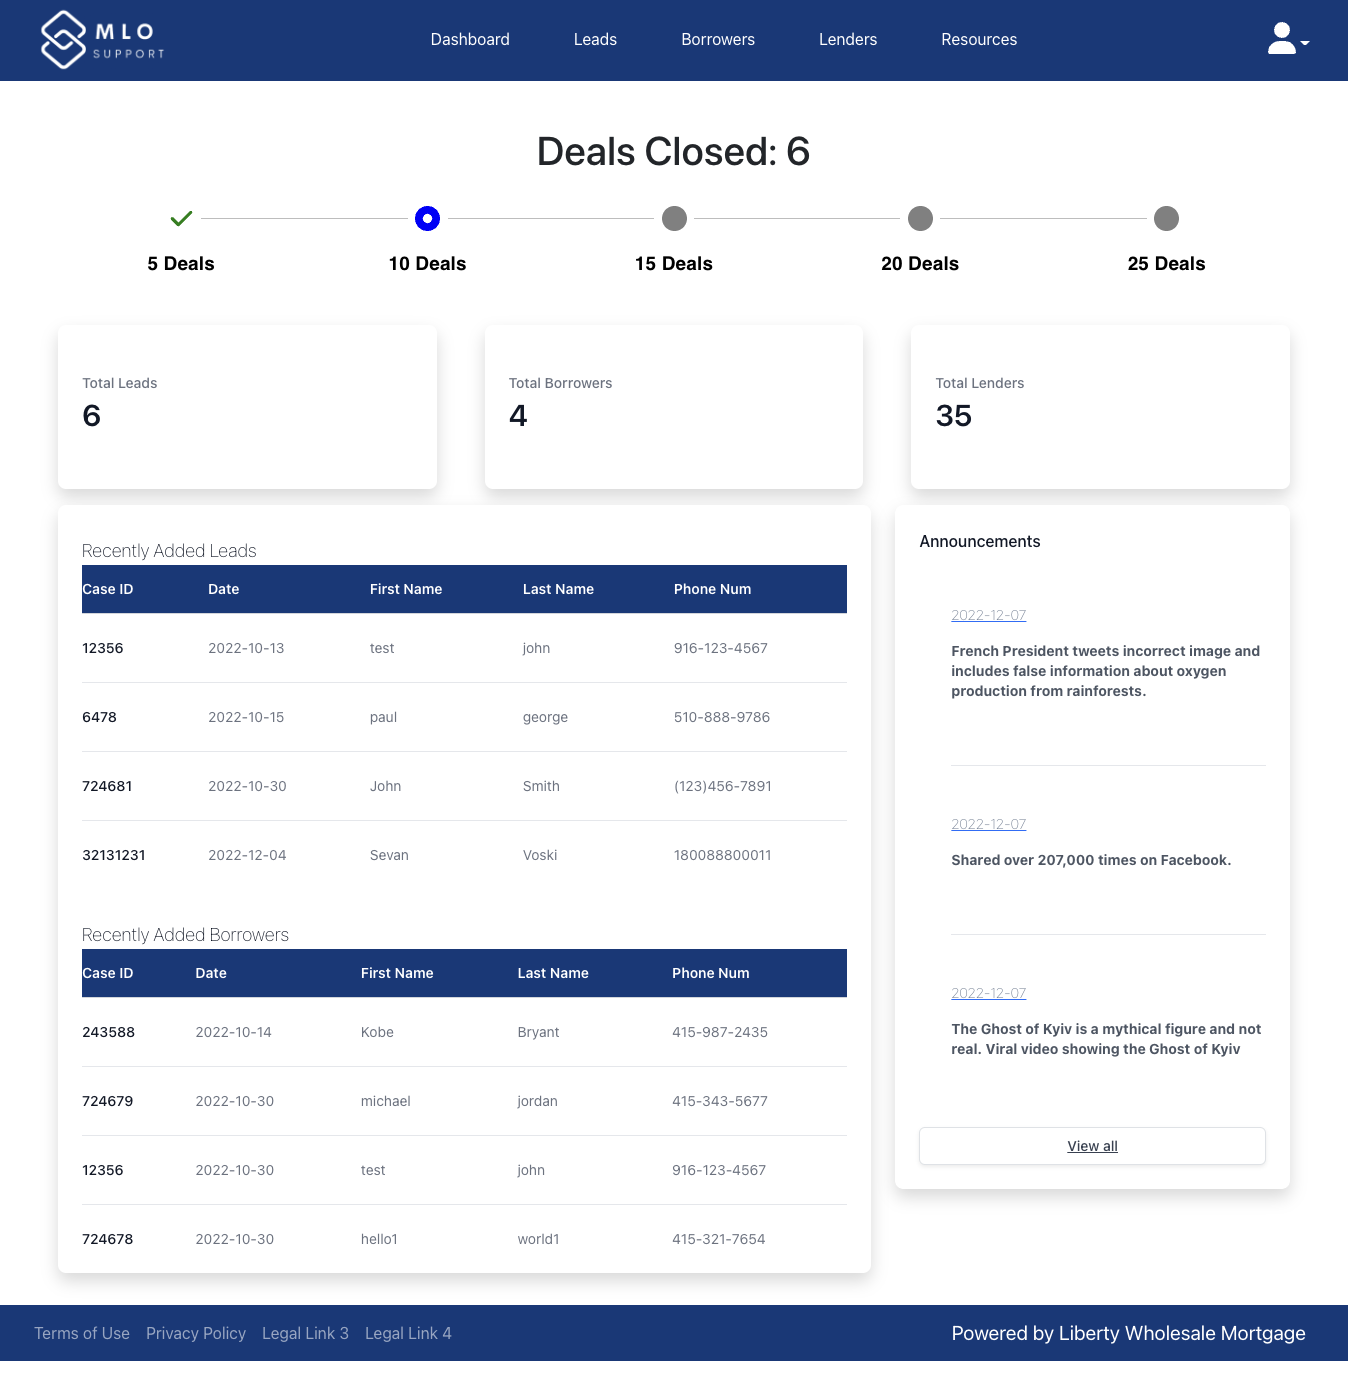 MLO
SUPPORT
Dashboard Leads Borrowers Lenders Resources
Deals Closed: 6
5 Deals 10 Deals 15 Deals 20 Deals 25 Deals
Total Leads
6
Total Borrowers
4
Total Lenders
35
Recently Added Leads
Case ID Date First Name Last Name Phone Num
12356 2022-10-13 test john 916-123-4567
6478 2022-10-15 paul george 510-888-9786
724681 2022-10-30 John Smith (123)456-7891
32131231 2022-12-04 Sevan Voski 180088800011
Recently Added Borrowers
Case ID Date First Name Last Name Phone Num
243588 2022-10-14 Kobe Bryant 415-987-2435
724679 2022-10-30 michael jordan 415-343-5677
12356 2022-10-30 test john 916-123-4567
724678 2022-10-30 hello1 world1 415-321-7654
Announcements
2022-12-07
French President tweets incorrect image and
includes false information about oxygen
production from rainforests.
2022-12-07
Shared over 207,000 times on Facebook.
2022-12-07
The Ghost of Kyiv is a mythical figure and not
real. Viral video showing the Ghost of Kyiv
View all
Terms of Use Privacy Policy Legal Link 3 Legal Link 4
Powered by Liberty Wholesale Mortgage